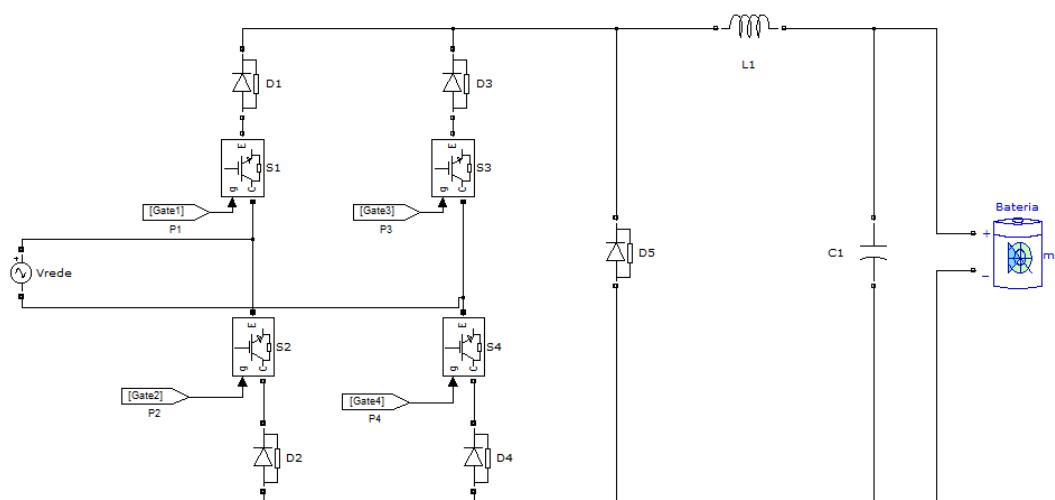 L1
D1
D3
E
S1
g
C
E
S3
g
C
[Gate1]
P1
[Gate3]
P3
Bateria
+
m
−
D5
C1
+
Vrede
E
S2
g
C
E
S4
g
C
[Gate2]
P2
[Gate4]
P4
D2
D4